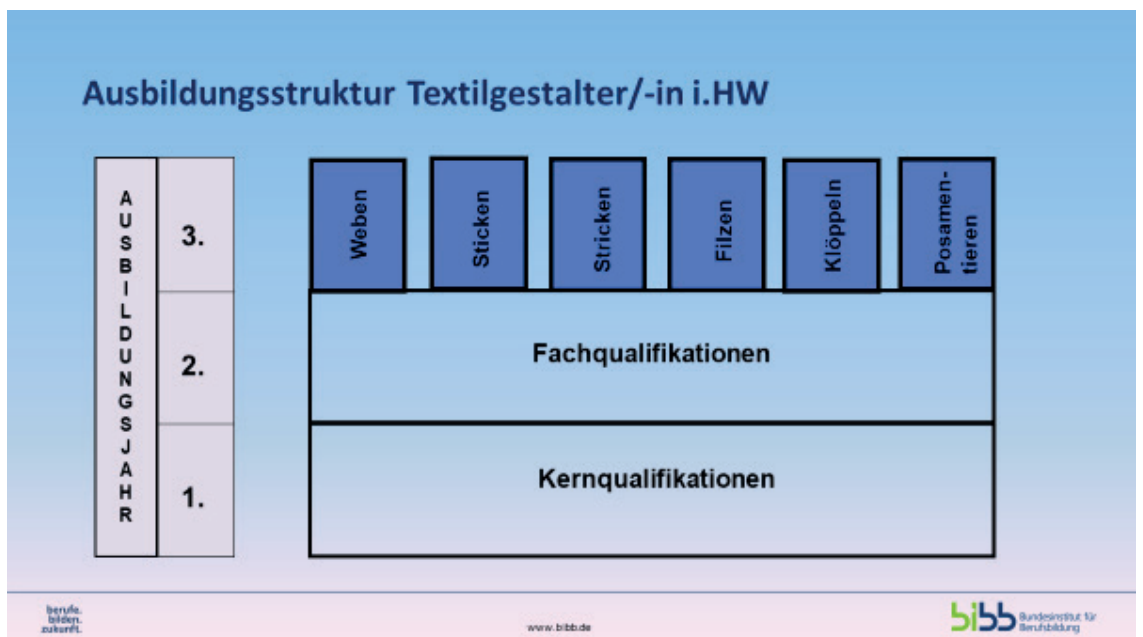 Ausbildungsstruktur Textilgestalter/-in i.HW
AUSBILDUNGSJAHR
3.
2.
1.
Weben
Sticken
Stricken
Filzen
Klöppeln
Posamen-
tieren
Fachqualifikationen
Kernqualifikationen
berufe.
bilden.
zukunft.
www.bibb.de
bibb
Bundesinstitut für
Berufsbildung